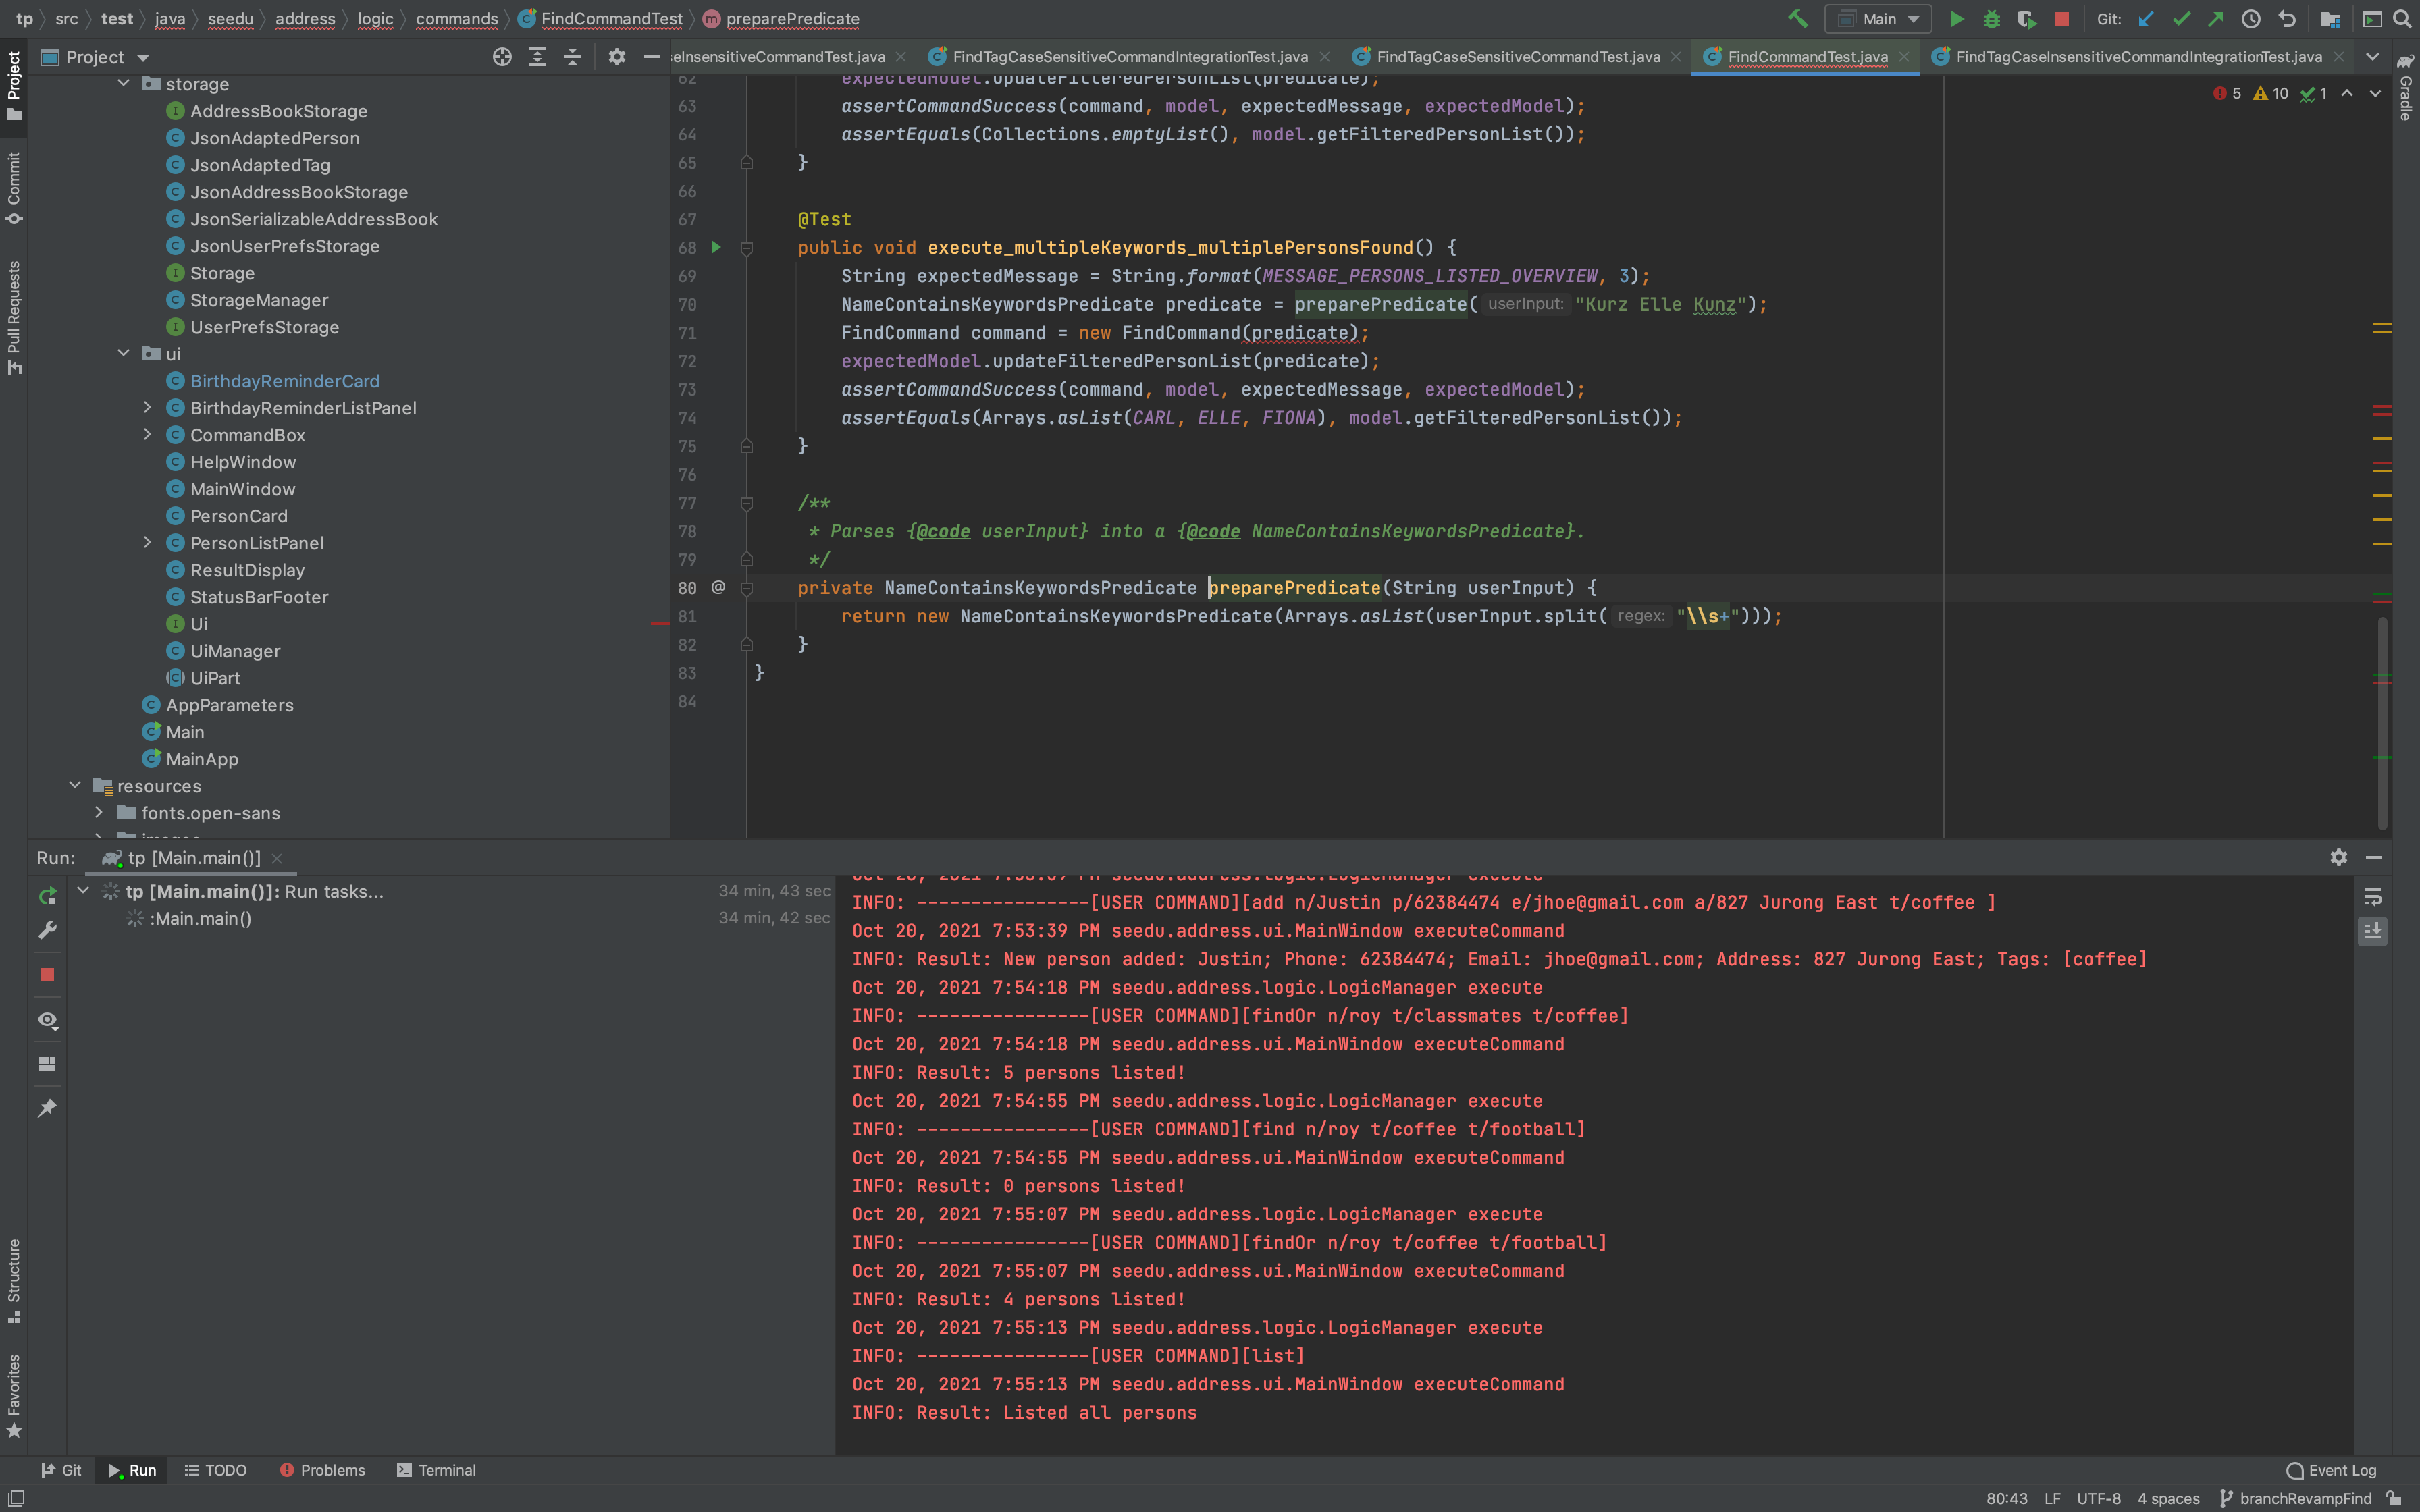 tp src test java seedu address logic commands FindCommandTest preparePredicate
Main Git:
Project
seInsensitiveCommandTest.java FindTagCaseSensitiveCommandIntegrationTest.java FindTagCaseSensitiveCommandTest.java FindCommandTest.java FindTagCaseInsensitiveCommandIntegrationTest.java
Project
Commit
Pull Requests
Structure
Favorites
Gradle
storage
AddressBookStorage
JsonAdaptedPerson
JsonAdaptedTag
JsonAddressBookStorage
JsonSerializableAddressBook
JsonUserPrefsStorage
Storage
StorageManager
UserPrefsStorage
ui
BirthdayReminderCard
BirthdayReminderListPanel
CommandBox
HelpWindow
MainWindow
PersonCard
PersonListPanel
ResultDisplay
StatusBarFooter
Ui
UiManager
UiPart
AppParameters
Main
MainApp
resources
fonts.open-sans
images
5 10 1
62 expectedModel.updateFilteredPersonList(predicate);
63 assertCommandSuccess(command, model, expectedMessage, expectedModel);
64 assertEquals(Collections.emptyList(), model.getFilteredPersonList());
65 }
66
67 @Test
68 public void execute_multipleKeywords_multiplePersonsFound() {
69 String expectedMessage = String.format(MESSAGE_PERSONS_LISTED_OVERVIEW, 3);
70 NameContainsKeywordsPredicate predicate = preparePredicate( userInput: "Kurz Elle Kunz");
71 FindCommand command = new FindCommand(predicate);
72 expectedModel.updateFilteredPersonList(predicate);
73 assertCommandSuccess(command, model, expectedMessage, expectedModel);
74 assertEquals(Arrays.asList(CARL, ELLE, FIONA), model.getFilteredPersonList());
75 }
76
77 /**
78 * Parses {@code userInput} into a {@code NameContainsKeywordsPredicate}.
79 */
80 @ private NameContainsKeywordsPredicate preparePredicate(String userInput) {
81 return new NameContainsKeywordsPredicate(Arrays.asList(userInput.split( regex: "\\s+")));
82 }
83 }
84
Run: tp [Main.main()]
tp [Main.main()]: Run tasks... 34 min, 43 sec
:Main.main() 34 min, 42 sec
Oct 20, 2021 7:53:39 PM seedu.address.logic.LogicManager execute
INFO: ----------------[USER COMMAND][add n/Justin p/62384474 e/jhoe@gmail.com a/827 Jurong East t/coffee ]
Oct 20, 2021 7:53:39 PM seedu.address.ui.MainWindow executeCommand
INFO: Result: New person added: Justin; Phone: 62384474; Email: jhoe@gmail.com; Address: 827 Jurong East; Tags: [coffee]
Oct 20, 2021 7:54:18 PM seedu.address.logic.LogicManager execute
INFO: ----------------[USER COMMAND][findOr n/roy t/classmates t/coffee]
Oct 20, 2021 7:54:18 PM seedu.address.ui.MainWindow executeCommand
INFO: Result: 5 persons listed!
Oct 20, 2021 7:54:55 PM seedu.address.logic.LogicManager execute
INFO: ----------------[USER COMMAND][find n/roy t/coffee t/football]
Oct 20, 2021 7:54:55 PM seedu.address.ui.MainWindow executeCommand
INFO: Result: 0 persons listed!
Oct 20, 2021 7:55:07 PM seedu.address.logic.LogicManager execute
INFO: ----------------[USER COMMAND][findOr n/roy t/coffee t/football]
Oct 20, 2021 7:55:07 PM seedu.address.ui.MainWindow executeCommand
INFO: Result: 4 persons listed!
Oct 20, 2021 7:55:13 PM seedu.address.logic.LogicManager execute
INFO: ----------------[USER COMMAND][list]
Oct 20, 2021 7:55:13 PM seedu.address.ui.MainWindow executeCommand
INFO: Result: Listed all persons
Git Run TODO Problems Terminal Event Log
80:43 LF UTF-8 4 spaces branchRevampFind